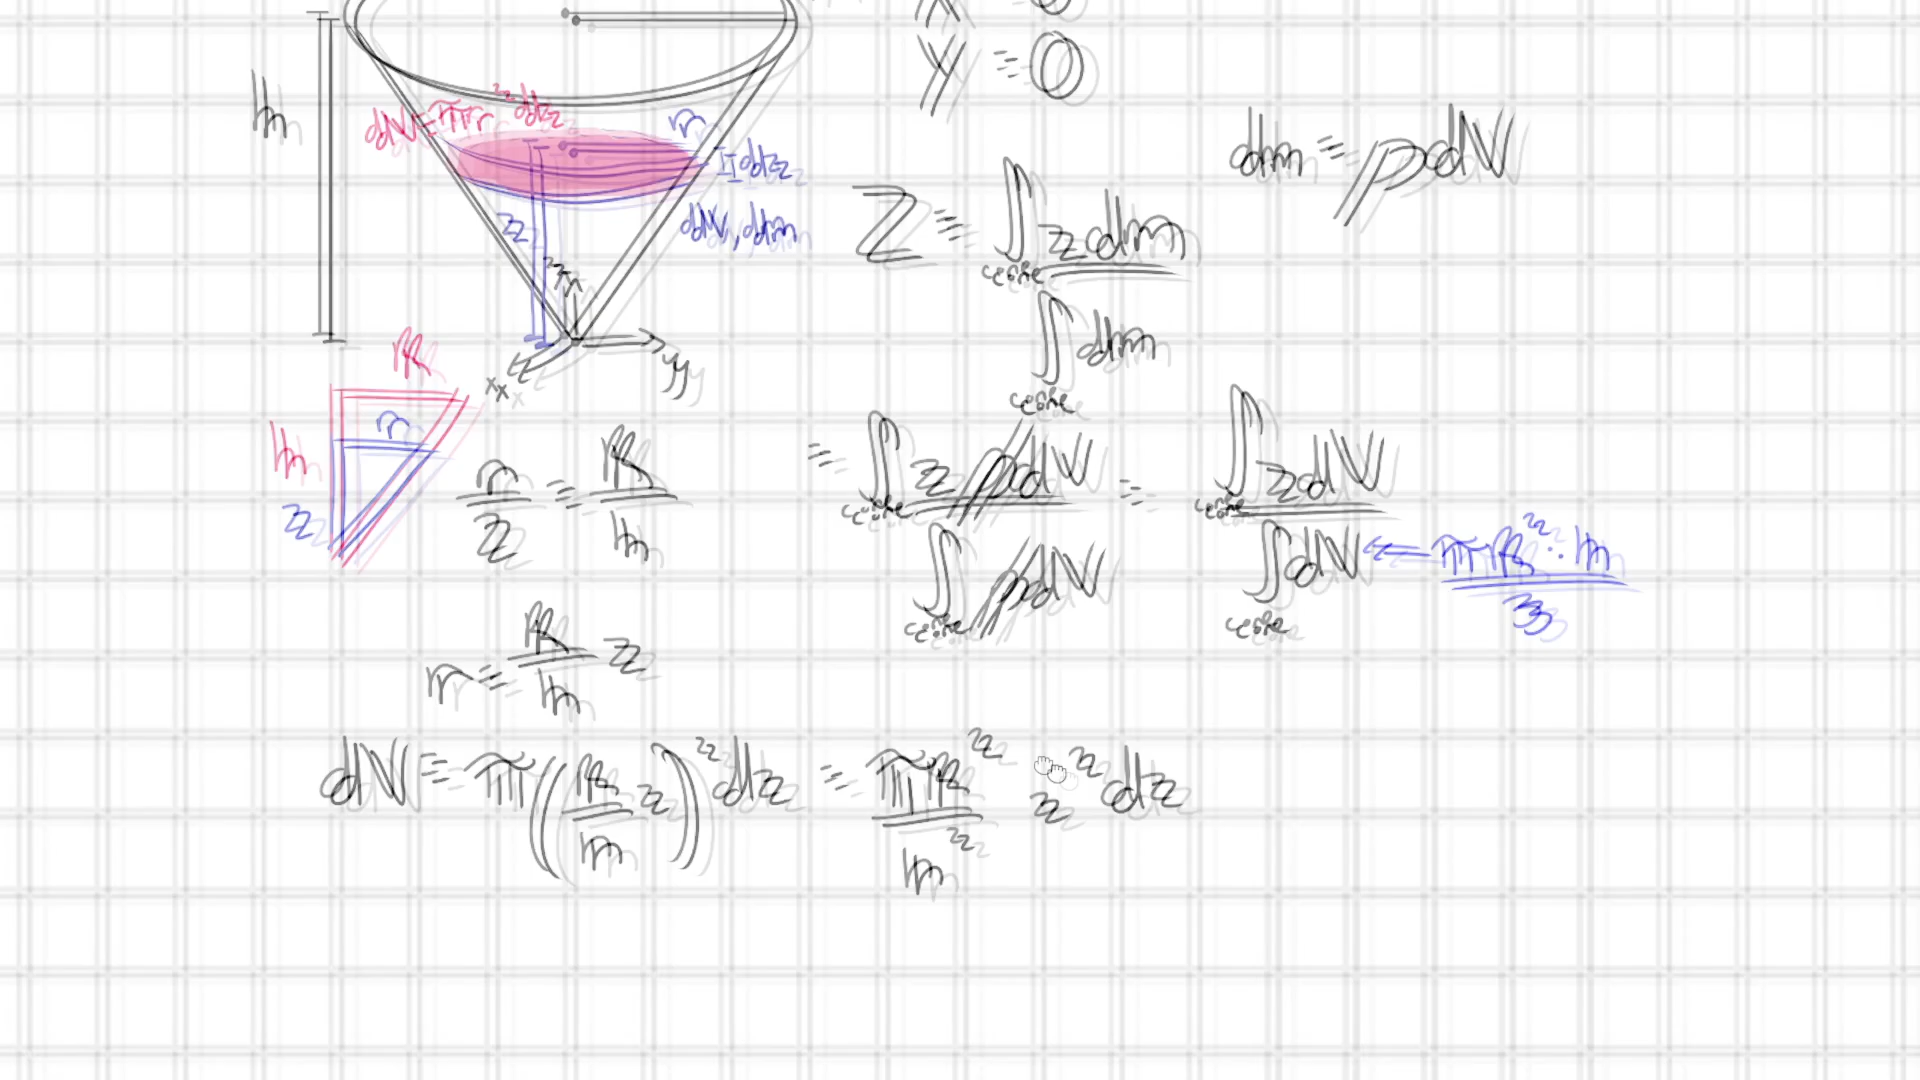 Y = 0
h
dV = πr² dz
r
dz
dV, dm
z
z
x
y
dm = ρdV
Z = ∫cone z dm / ∫cone dm
R
h
r
z
r/z = R/h
= ∫cone z ρdV / ∫cone ρdV = ∫cone z dV / ∫cone dV ← πR²·h / 3
r = R/h z
dV = π(R/h z)² dz = πR²/h² z² dz